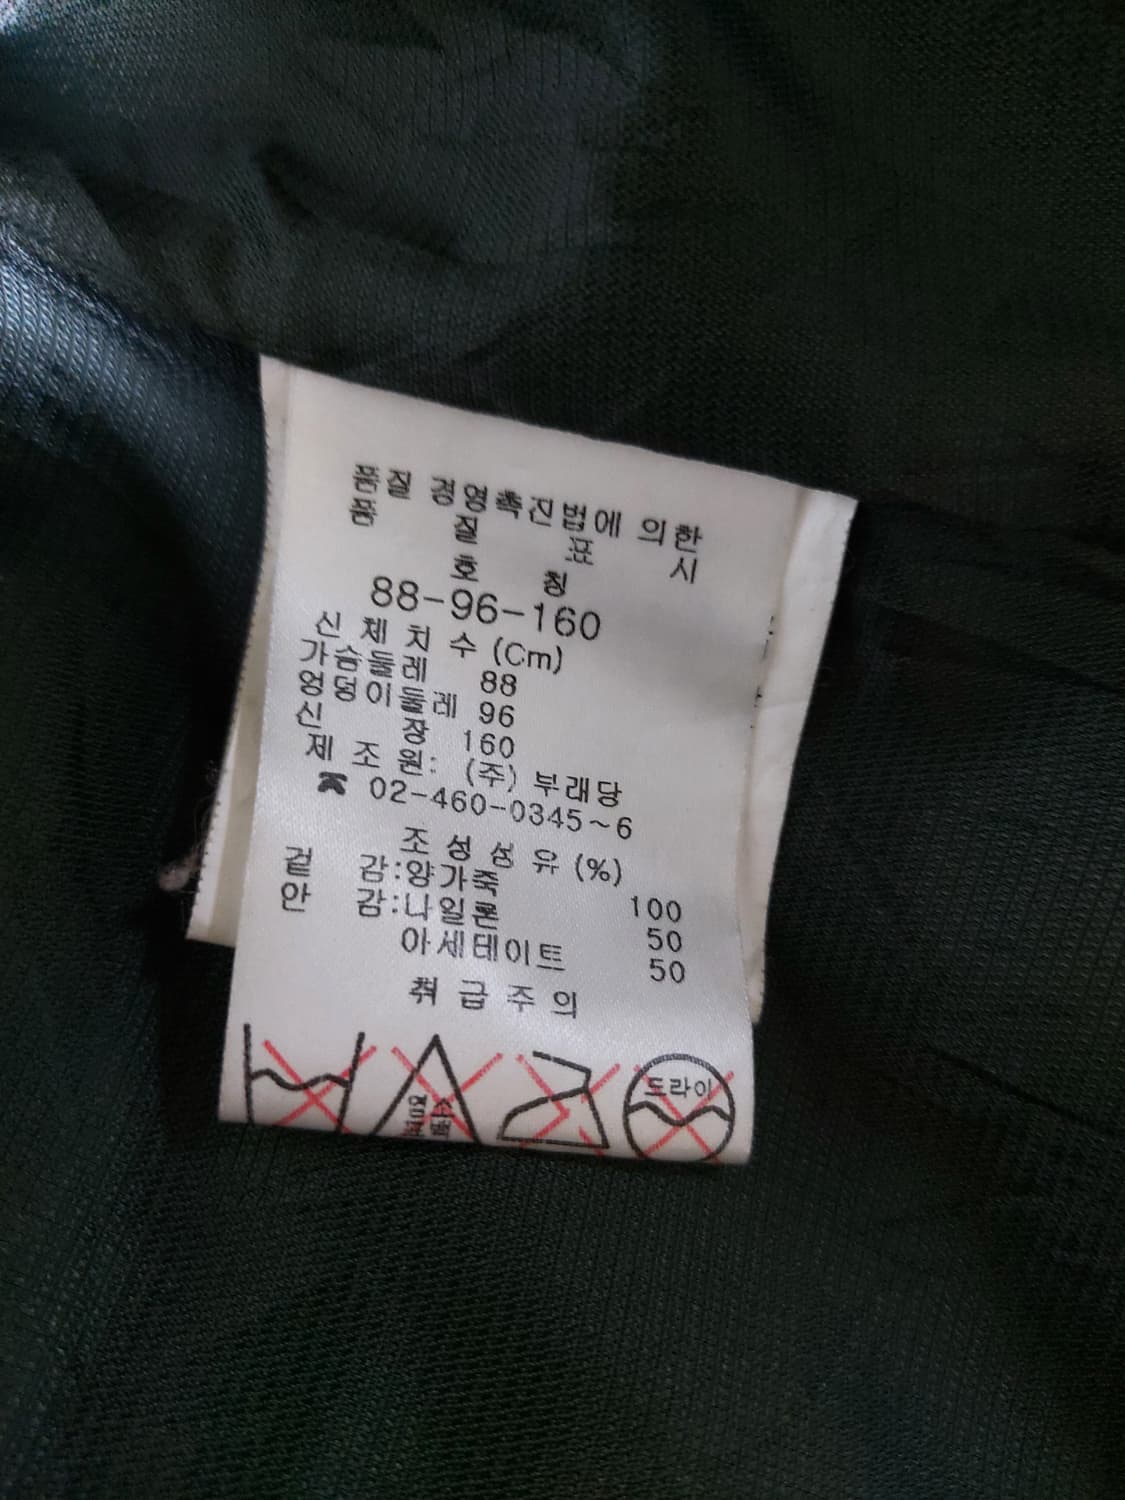 품질 경영촉진법에 의한
품 질 표 시
호 칭
88-96-160
신 체 치 수 (Cm)
가슴둘레 88
엉덩이둘레 96
신 장 160
제 조 원: (주) 부래당
☎ 02-460-0345~6
조 성 섬 유 (%)
겉 감:양가죽 100
안 감:나일론 50
아세테이트 50
취 급 주 의
염소
표백
드라이